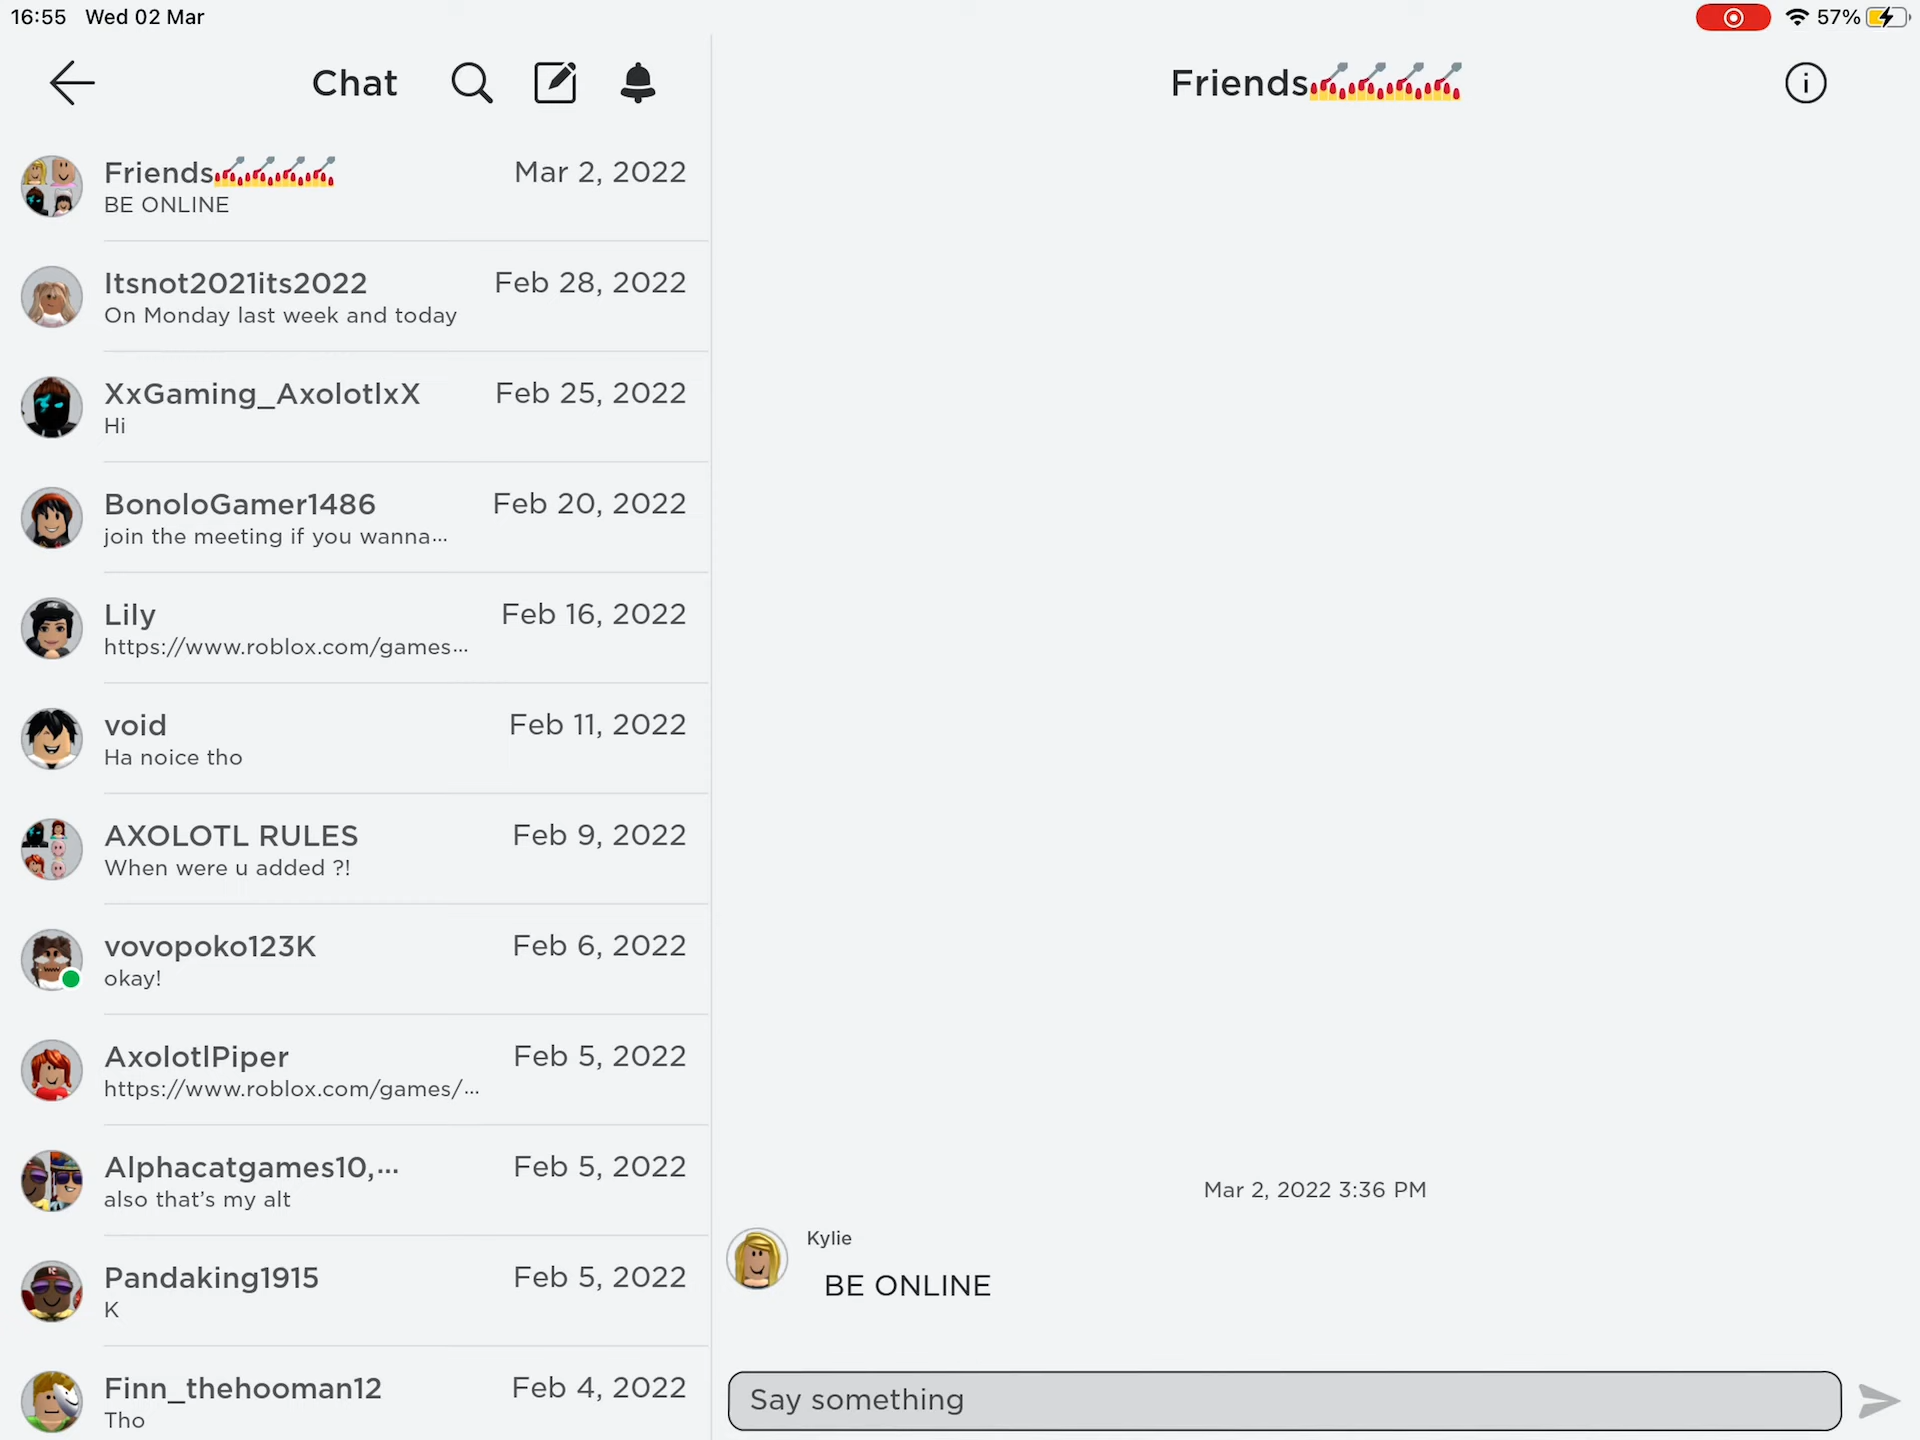 16:55 Wed 02 Mar
57%
Chat
Friends💅💅💅💅
Friends💅💅💅💅 Mar 2, 2022
BE ONLINE
Itsnot2021its2022 Feb 28, 2022
On Monday last week and today
XxGaming_AxolotlxX Feb 25, 2022
Hi
BonoloGamer1486 Feb 20, 2022
join the meeting if you wanna...
Lily Feb 16, 2022
https://www.roblox.com/games...
void Feb 11, 2022
Ha noice tho
AXOLOTL RULES Feb 9, 2022
When were u added ?!
vovopoko123K Feb 6, 2022
okay!
AxolotlPiper Feb 5, 2022
https://www.roblox.com/games/...
Alphacatgames10,... Feb 5, 2022
also that’s my alt
Pandaking1915 Feb 5, 2022
K
Finn_thehooman12 Feb 4, 2022
Tho
Mar 2, 2022 3:36 PM
Kylie
BE ONLINE
Say something